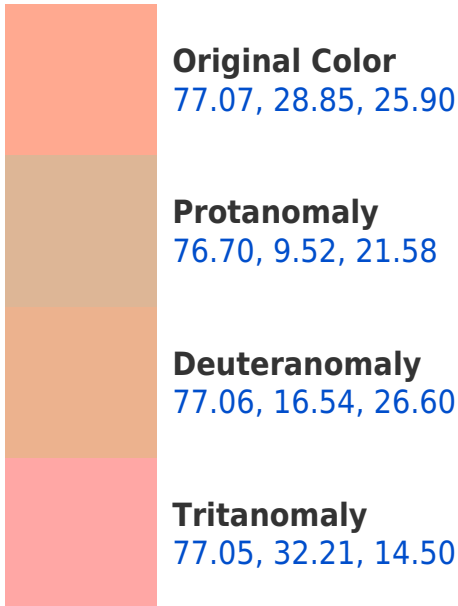 Original Color
77.07, 28.85, 25.90
Protanomaly
76.70, 9.52, 21.58
Deuteranomaly
77.06, 16.54, 26.60
Tritanomaly
77.05, 32.21, 14.50